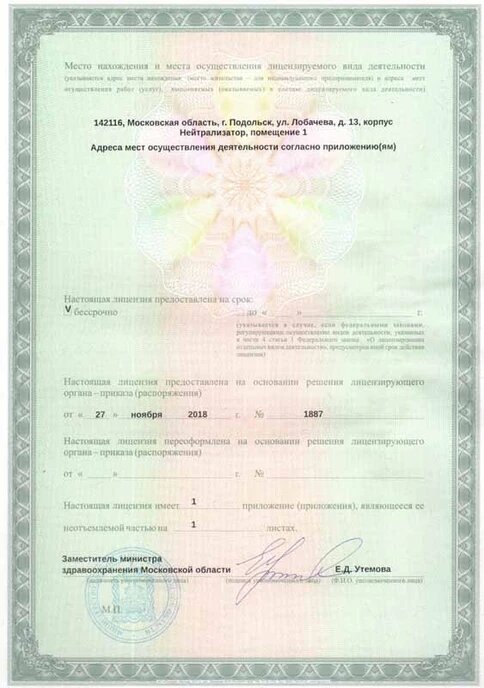 Место нахождения и места осуществления лицензируемого вида деятельности
(указывается адрес места нахождения (место жительства – для индивидуального предпринимателя) и адреса мест
осуществления работ (услуг), выполняемых (оказываемых) в составе лицензируемого вида деятельности)
142116, Московская область, г. Подольск, ул. Лобачева, д. 13, корпус
Нейтрализатор, помещение 1
Адреса мест осуществления деятельности согласно приложению(ям)
Настоящая лицензия предоставлена на срок:
V бессрочно до « » г.
(указывается в случае, если федеральными законами,
регулирующими осуществление видов деятельности, указанных
в части 4 статьи 1 Федерального закона «О лицензировании
отдельных видов деятельности», предусмотрен иной срок действия
лицензии)
Настоящая лицензия предоставлена на основании решения лицензирующего
органа – приказа (распоряжения)
от « 27 » ноября 2018 г. № 1887
Настоящая лицензия переоформлена на основании решения лицензирующего
органа – приказа (распоряжения)
от « » г. №
Настоящая лицензия имеет 1 приложение (приложения), являющееся ее
неотъемлемой частью на 1 листах.
Заместитель министра
здравоохранения Московской области Е.Д. Утемова
(должность уполномоченного лица) (подпись уполномоченного лица) (Ф.И.О. уполномоченного лица)
М.П.